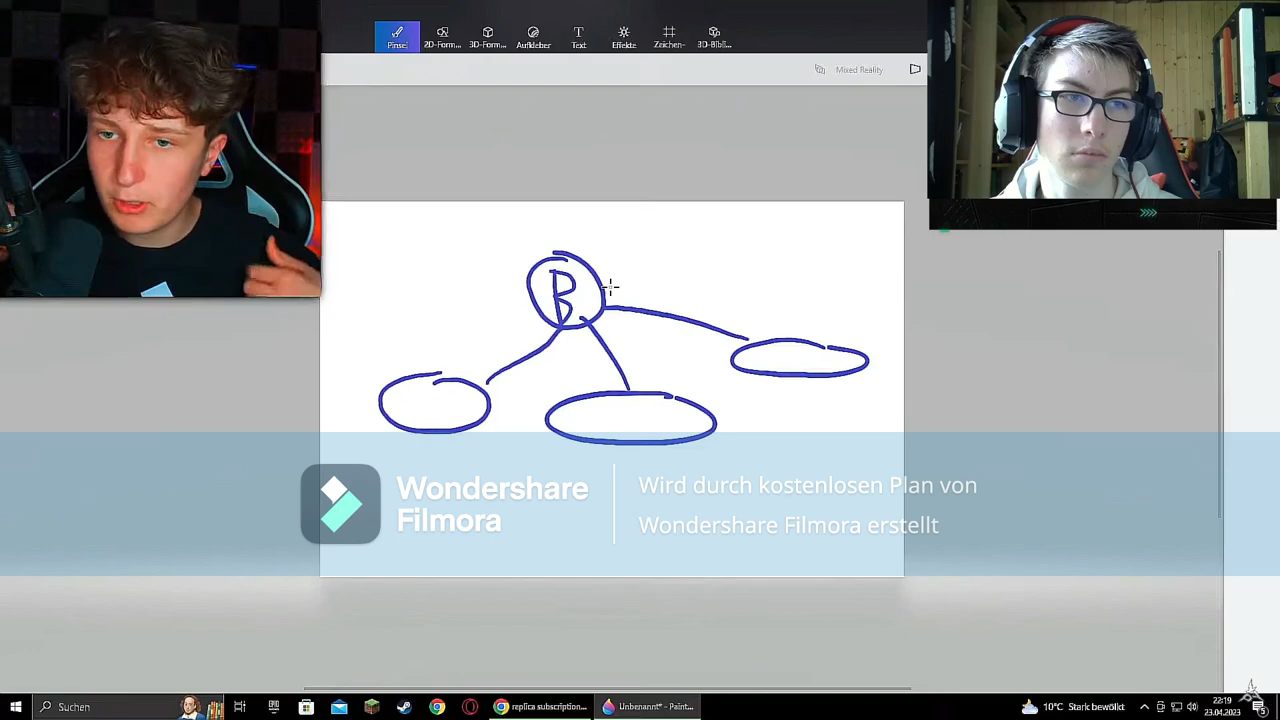 Pinsel
2D-Form...
3D-Form...
Aufkleber
Text
Effekte
Zeichen-
3D-Bibli...
Mixed Reality
B
Wondershare
Filmora
Wird durch kostenlosen Plan von
Wondershare Filmora erstellt
Suchen
replica subscription...
Unbenannt* - Paint...
10°C Stark bewölkt
22:19
23.04.2023